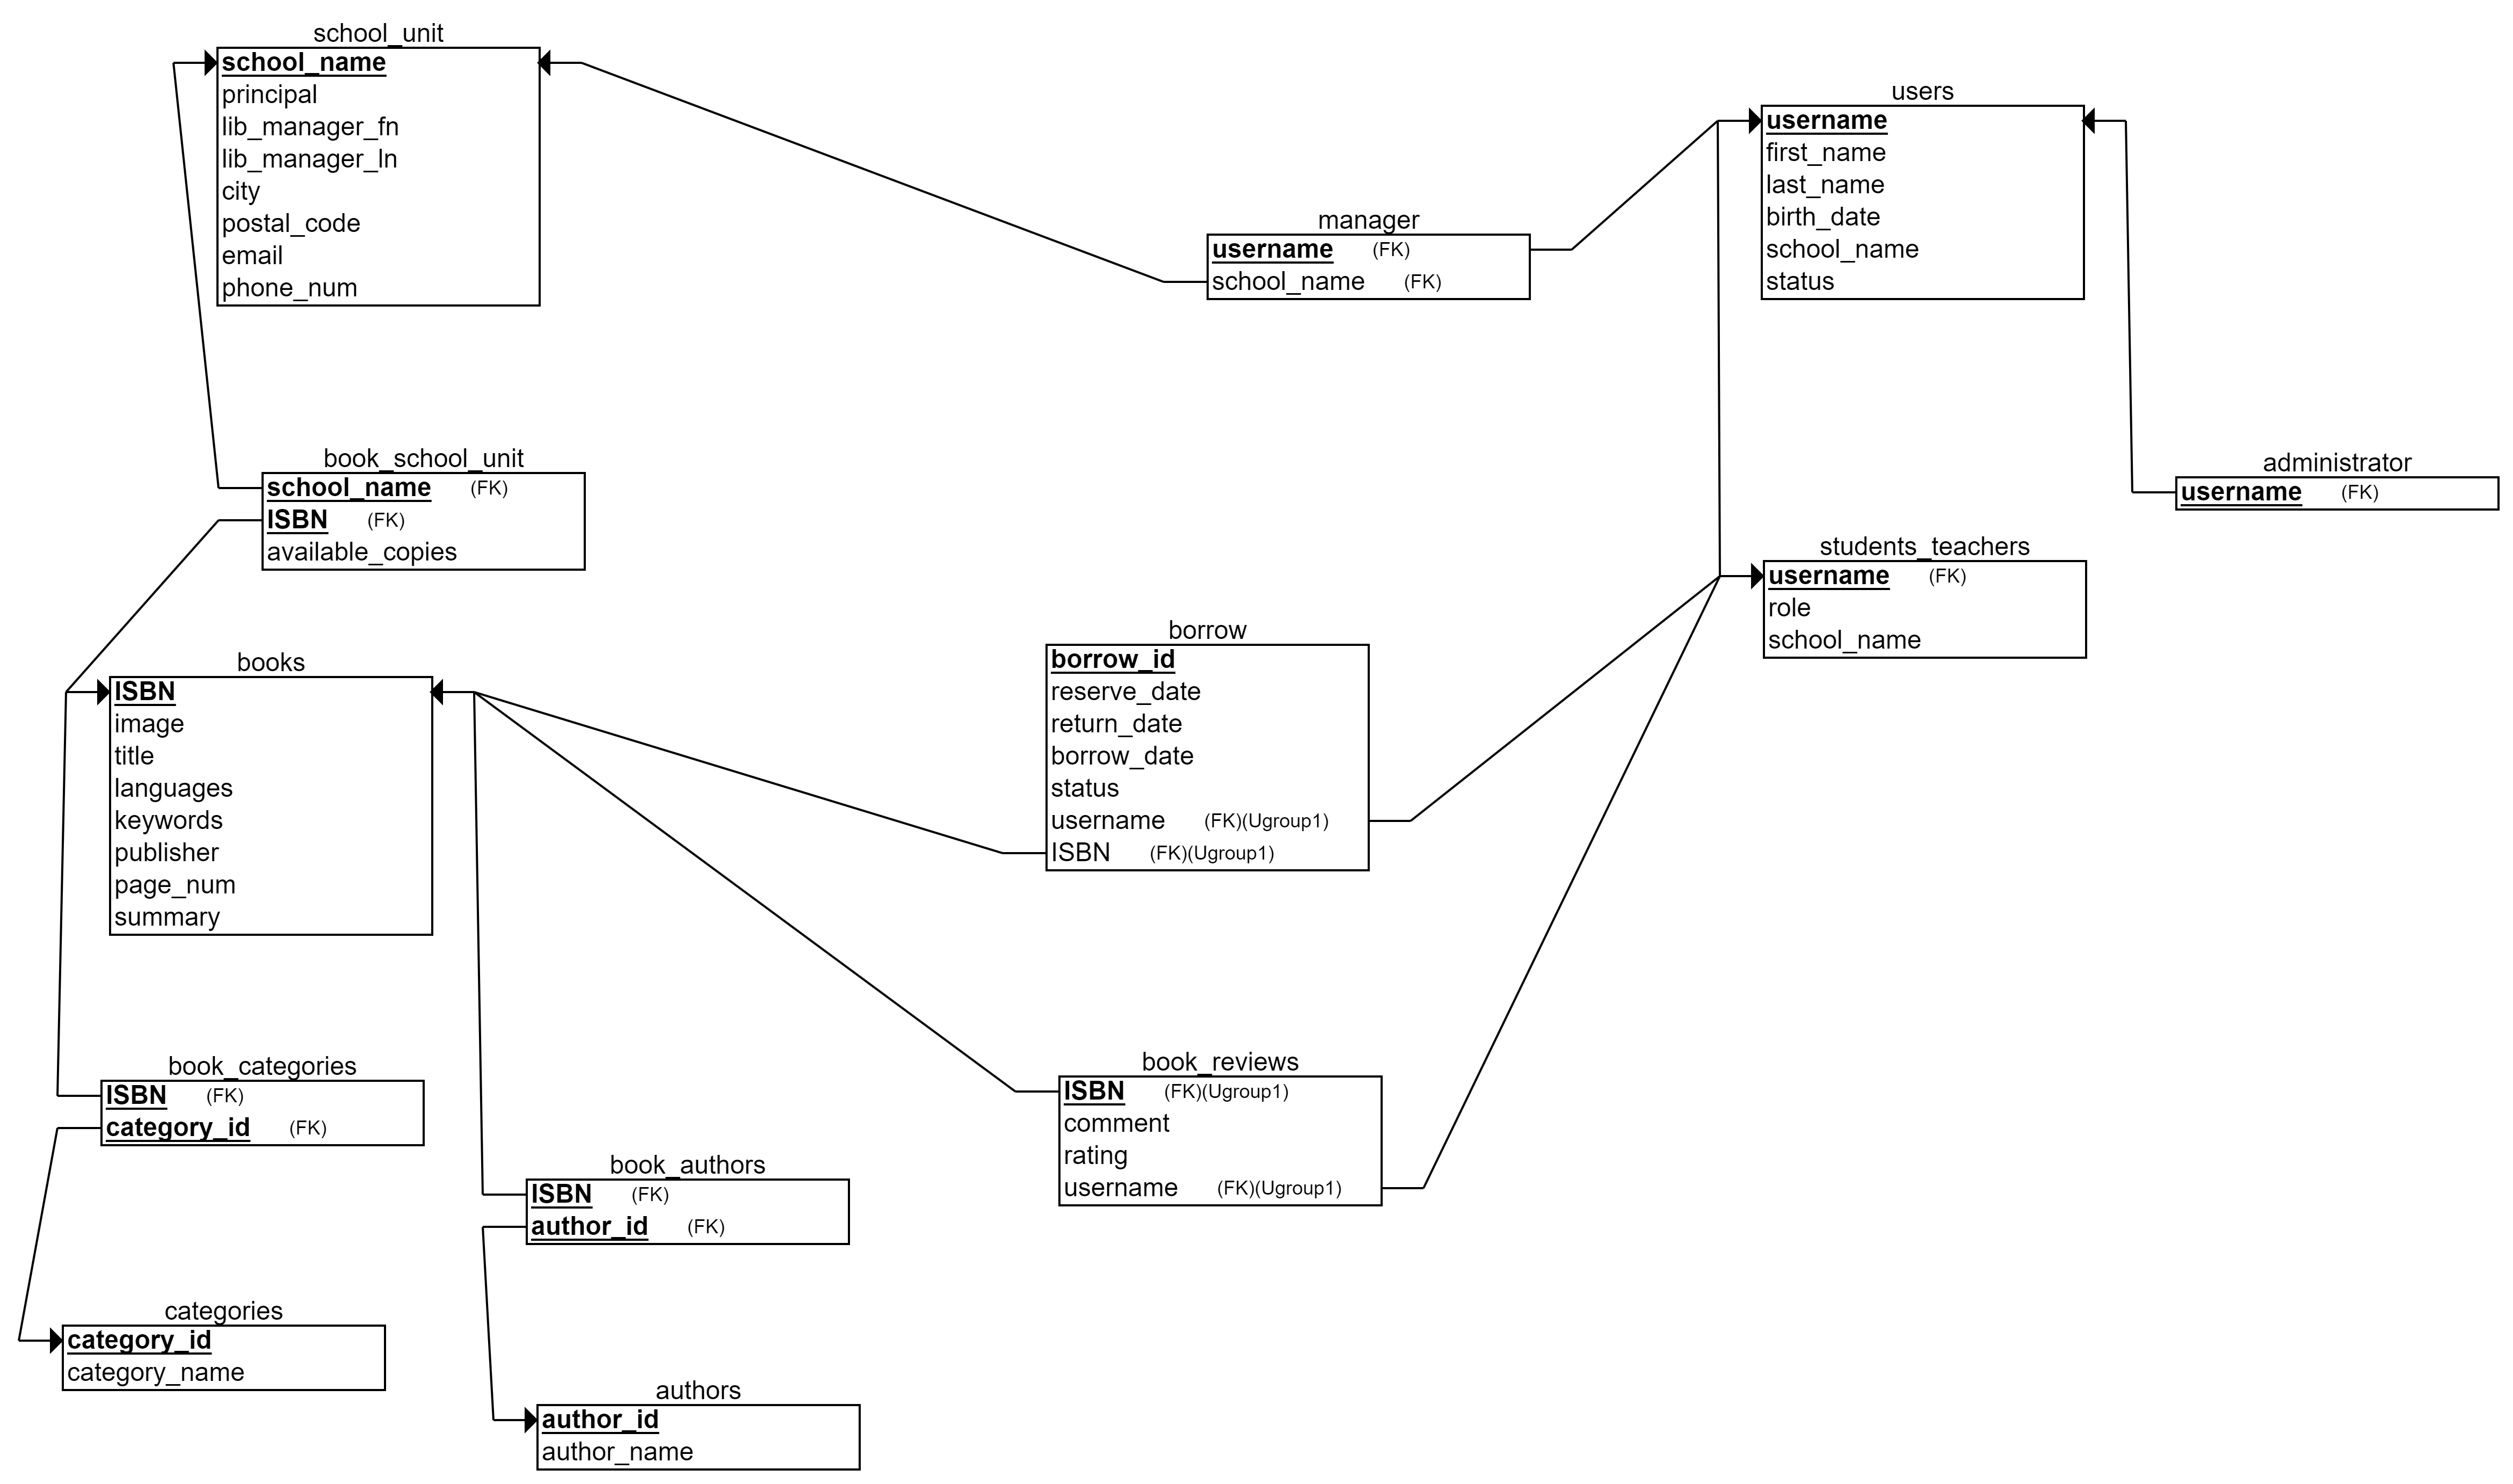 school_unit
school_name
principal
lib_manager_fn
lib_manager_ln
city
postal_code
email
phone_num
users
username
first_name
last_name
birth_date
school_name
status
manager
username (FK)
school_name (FK)
book_school_unit
school_name (FK)
ISBN (FK)
available_copies
administrator
username (FK)
students_teachers
username (FK)
role
school_name
borrow
borrow_id
reserve_date
return_date
borrow_date
status
username (FK)(Ugroup1)
ISBN (FK)(Ugroup1)
books
ISBN
image
title
languages
keywords
publisher
page_num
summary
book_categories
ISBN (FK)
category_id (FK)
book_reviews
ISBN (FK)(Ugroup1)
comment
rating
username (FK)(Ugroup1)
book_authors
ISBN (FK)
author_id (FK)
categories
category_id
category_name
authors
author_id
author_name